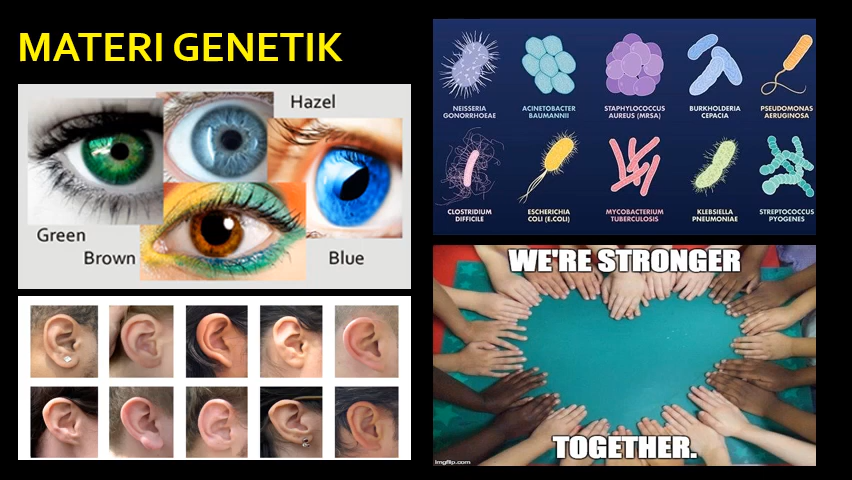 MATERI GENETIK
Hazel
Green
Brown
Blue
NEISSERIA
GONORRHOEAE
ACINETOBACTER
BAUMANNII
STAPHYLOCOCCUS
AUREUS (MRSA)
BURKHOLDERIA
CEPACIA
PSEUDOMONAS
AERUGINOSA
CLOSTRIDIUM
DIFFICILE
ESCHERICHIA
COLI (E.COLI)
MYCOBACTERIUM
TUBERCULOSIS
KLEBSIELLA
PNEUMONIAE
STREPTOCOCCUS
PYOGENES
WE'RE STRONGER
TOGETHER.
imgflip.com